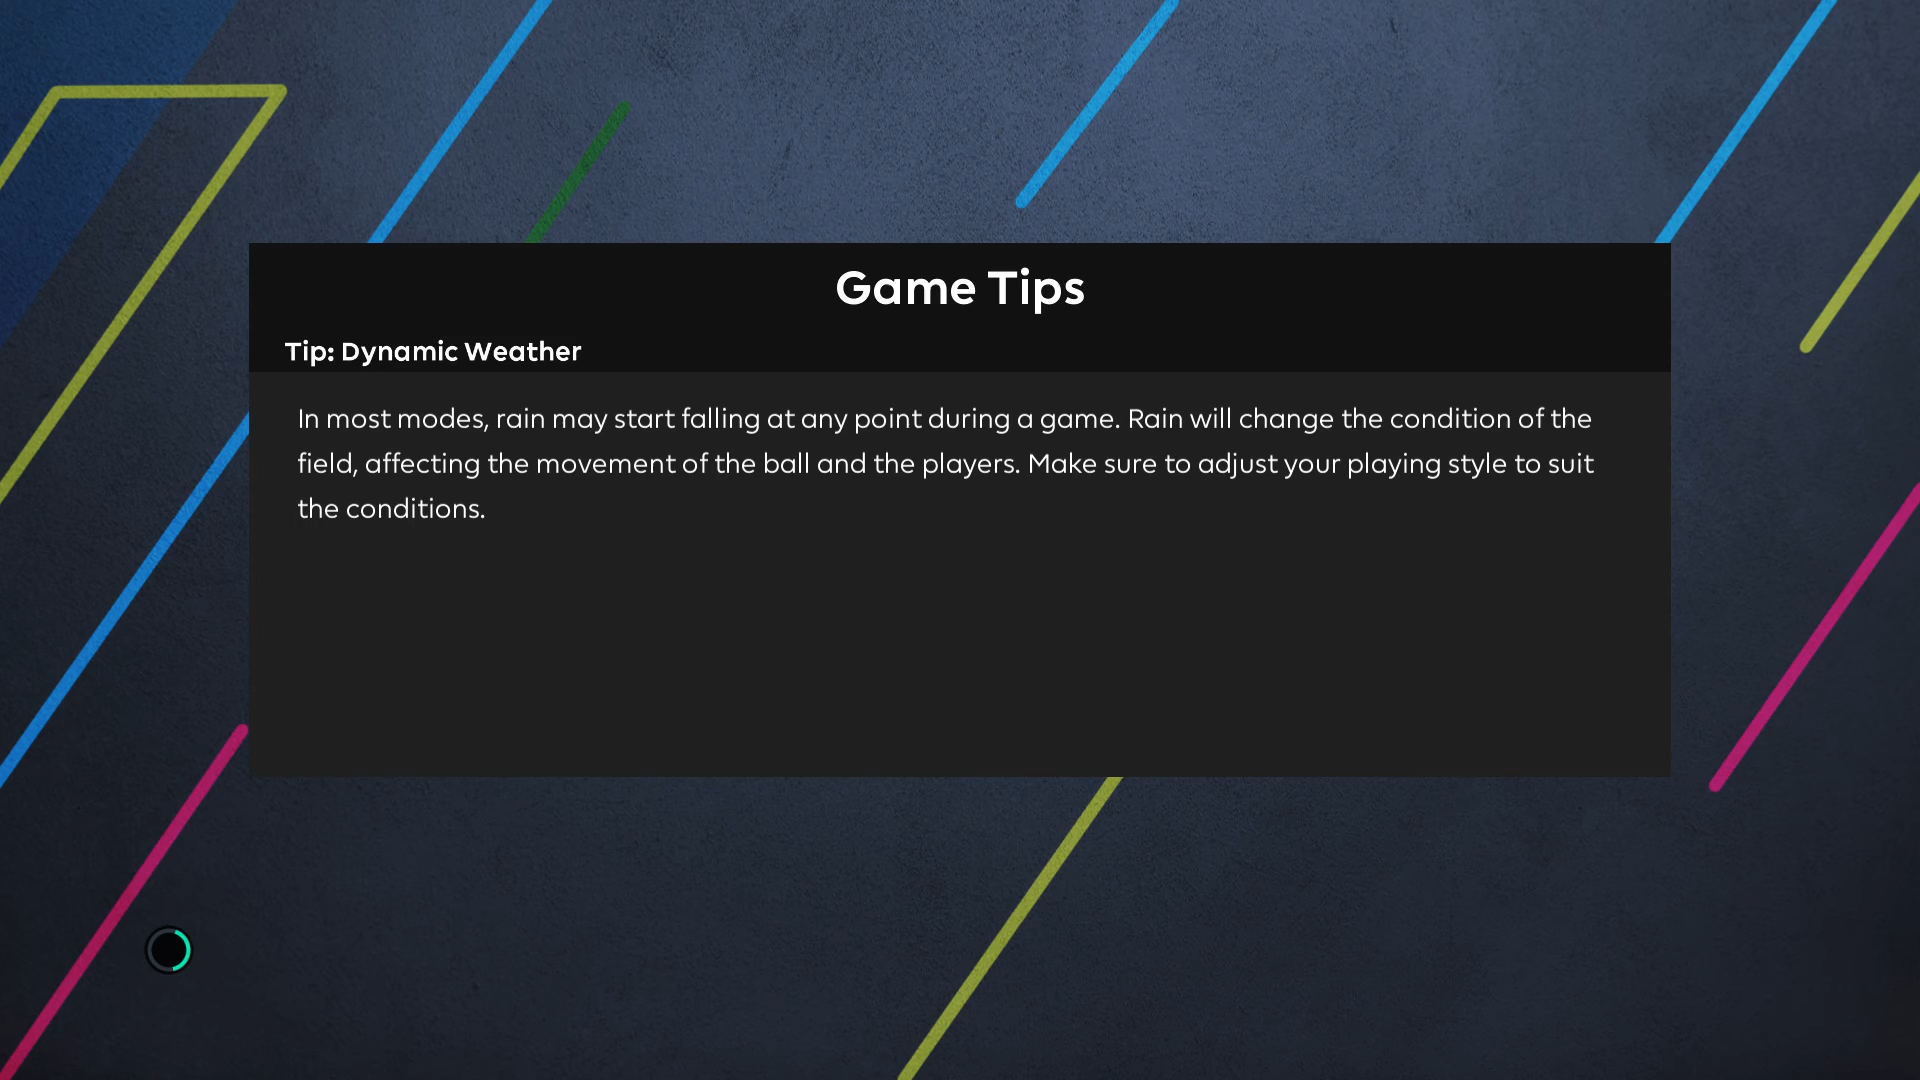 Game Tips
Tip: Dynamic Weather
In most modes, rain may start falling at any point during a game. Rain will change the condition of the
field, affecting the movement of the ball and the players. Make sure to adjust your playing style to suit
the conditions.